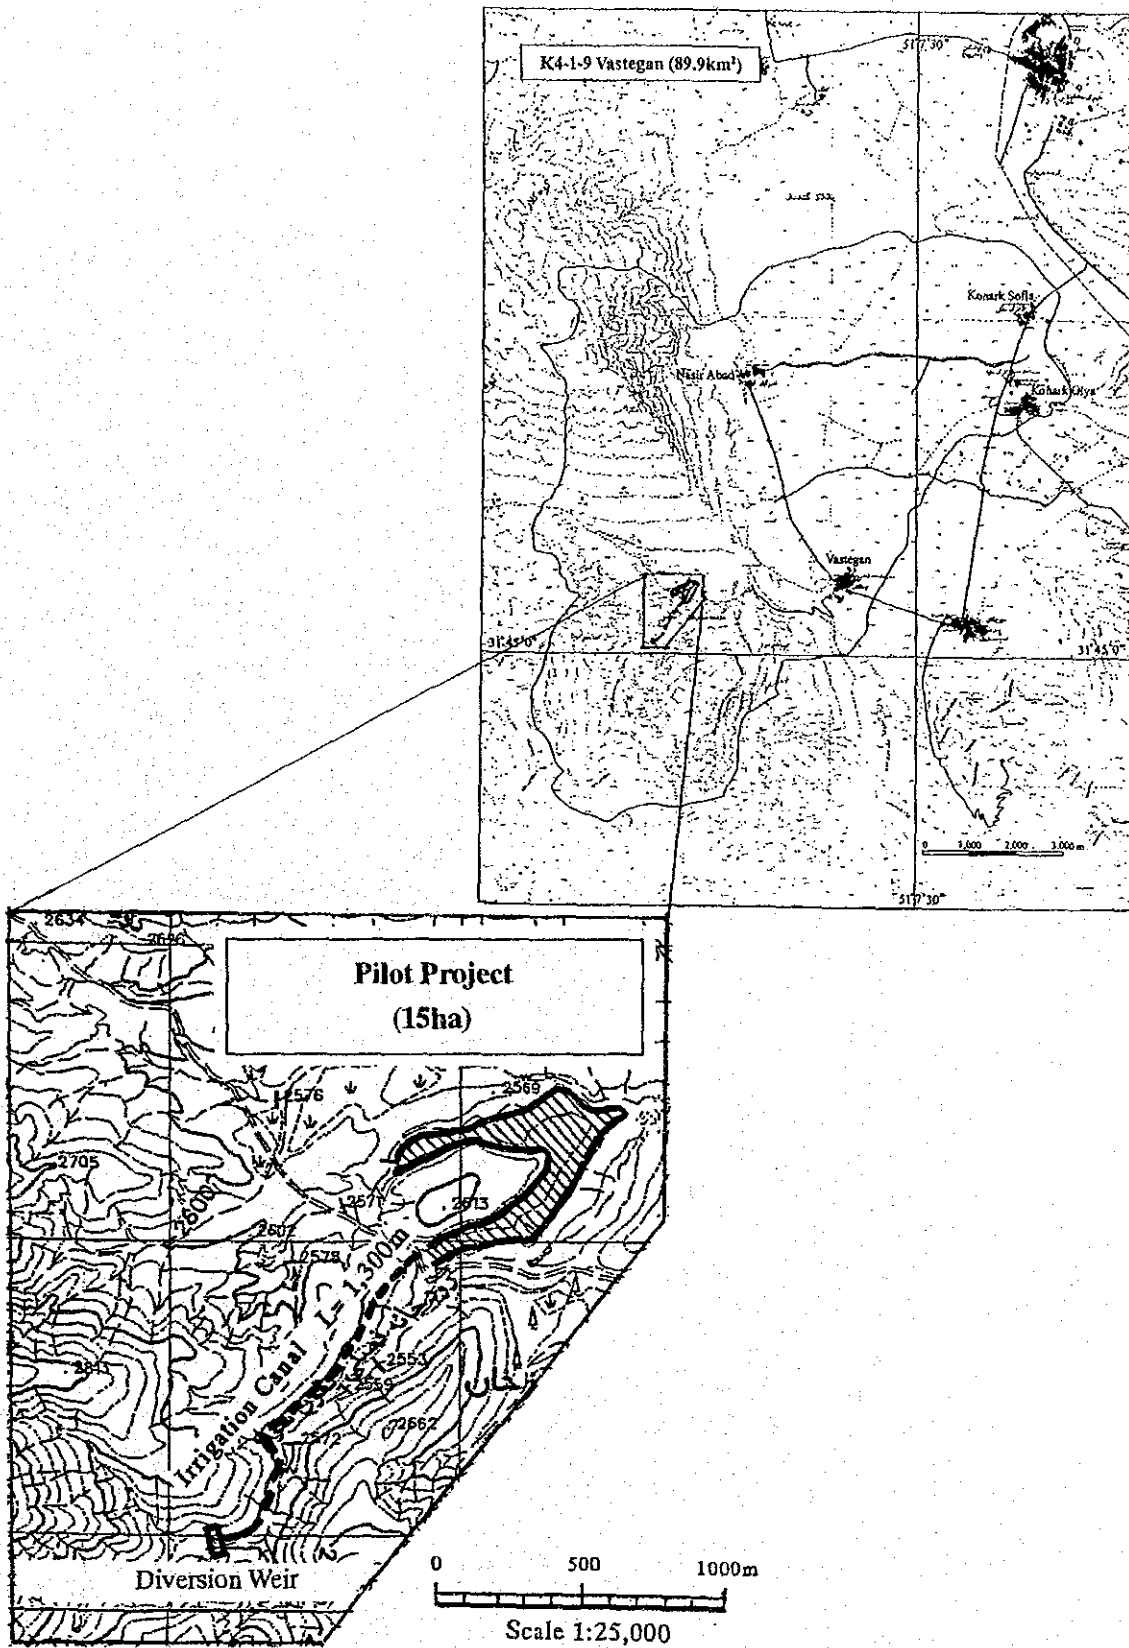 K4-1-9 Vastegan (89.9km²)
51°7'30"
Konark Sofla
Nasir Abad
Konark Olya
Vastegan
31°45'0"
31°45'0"
0 1,000 2,000 3,000 m
51°7'30"
2634
Pilot Project
(15ha)
2576
2569
2705
2600
2571
2613
2607
2578
Irrigation Canal L= 1,300m
2553
2559
2572
2662
Diversion Weir
0 500 1000m
Scale 1:25,000